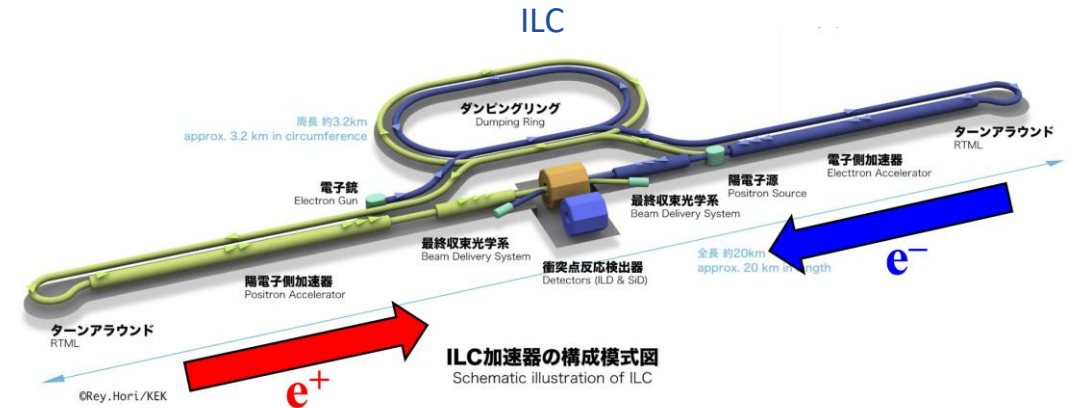 ILC
ダンピングリング
Dumping Ring
周長 約3.2km
approx. 3.2 km in circumference
ターンアラウンド
RTML
電子銃
Electron Gun
電子側加速器
Electtron Accelerator
陽電子源
Positron Source
最終収束光学系
Beam Delivery System
最終収束光学系
Beam Delivery System
衝突点反応検出器
Detectors (ILD & SiD)
全長 約20km
approx. 20 km in length
e−
陽電子側加速器
Positron Accelerator
ターンアラウンド
RTML
e+
ILC加速器の構成模式図
Schematic illustration of ILC
©Rey.Hori/KEK